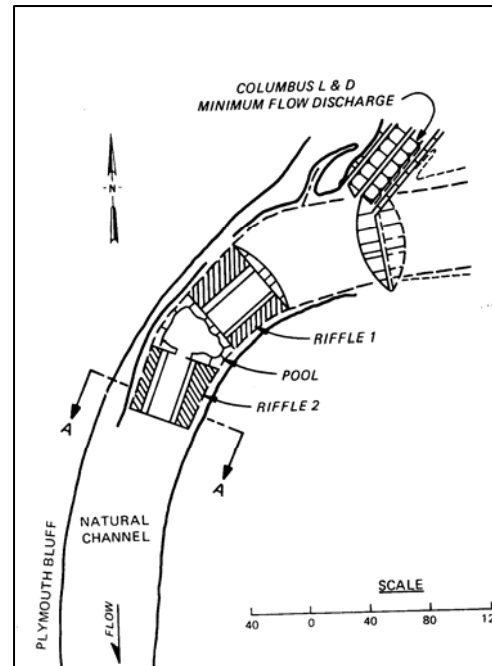 COLUMBUS L & D
MINIMUM FLOW DISCHARGE
N
RIFFLE 1
POOL
RIFFLE 2
A
A
NATURAL
CHANNEL
PLYMOUTH BLUFF
FLOW
SCALE
40 0 40 80